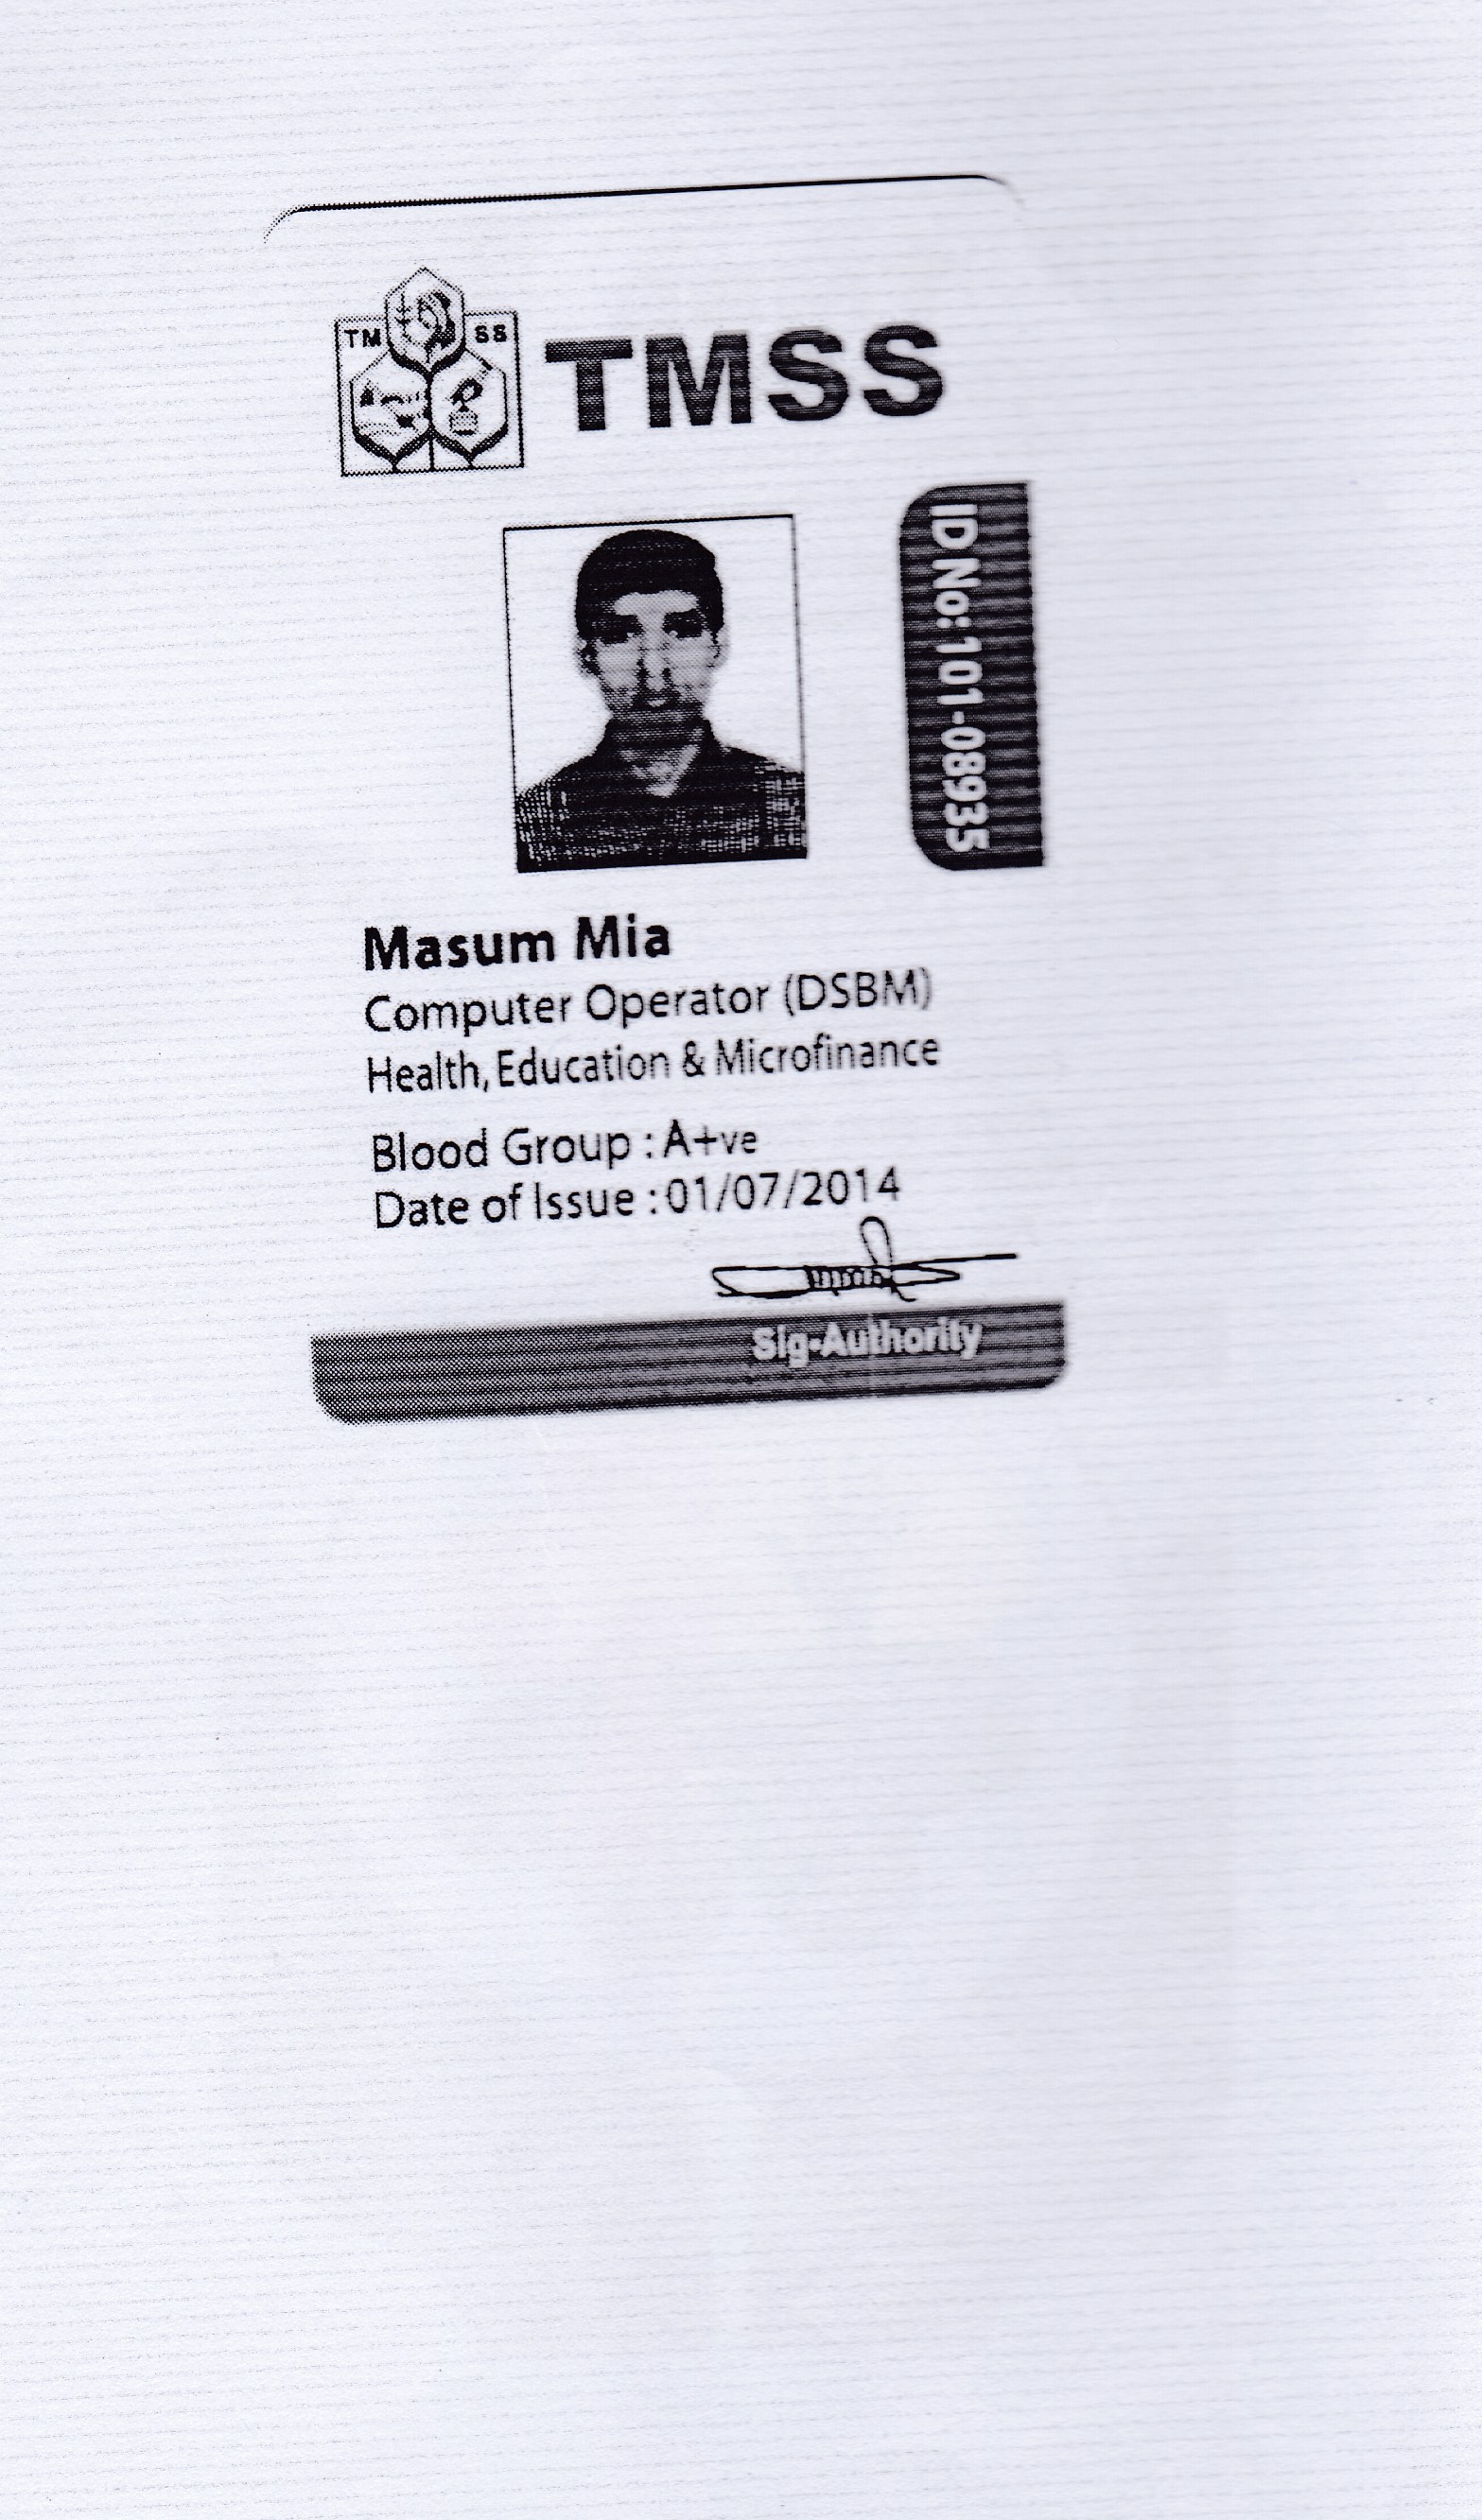 TM SS
TMSS
ID No: 101-08935
Masum Mia
Computer Operator (DSBM)
Health, Education & Microfinance
Blood Group : A+ve
Date of Issue : 01/07/2014
Sig-Authority